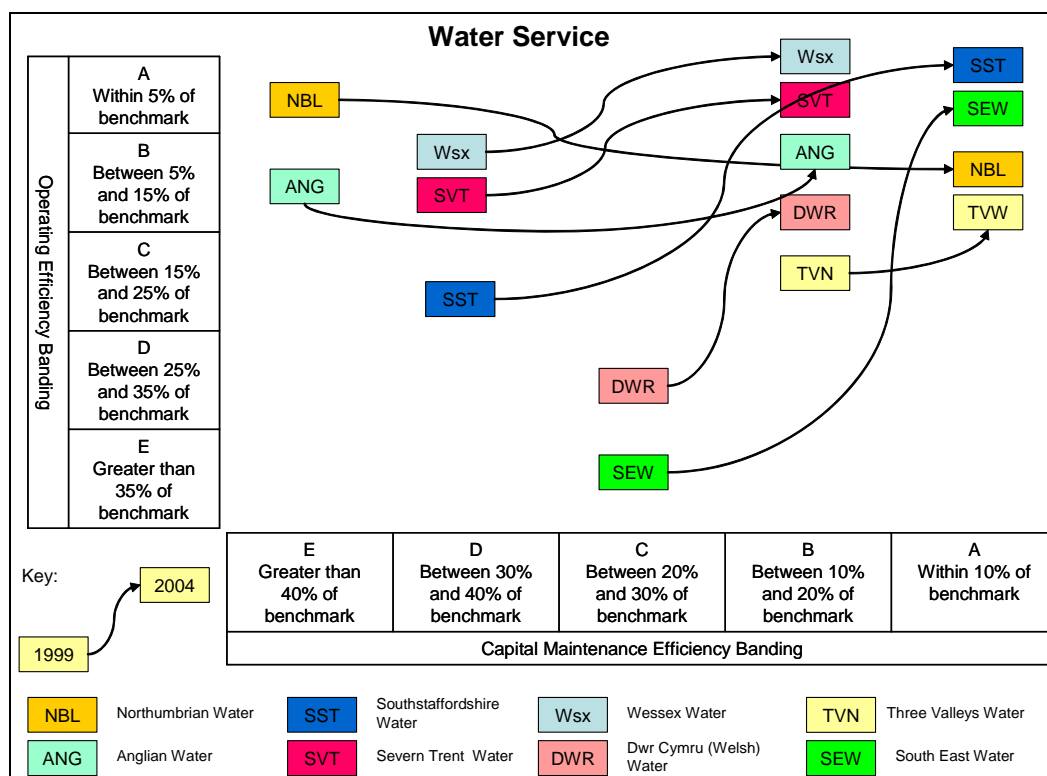 Water Service
Operating Efficiency Banding
A
Within 5% of
benchmark
B
Between 5%
and 15% of
benchmark
C
Between 15%
and 25% of
benchmark
D
Between 25%
and 35% of
benchmark
E
Greater than
35% of
benchmark
NBL
ANG
Wsx
SVT
SST
DWR
SEW
Wsx
SVT
ANG
DWR
TVN
SST
SEW
NBL
TVW
E
Greater than
40% of
benchmark
D
Between 30%
and 40% of
benchmark
C
Between 20%
and 30% of
benchmark
B
Between 10%
and 20% of
benchmark
A
Within 10% of
benchmark
Capital Maintenance Efficiency Banding
Key:
2004
1999
NBL
Northumbrian Water
SST
Southstaffordshire
Water
Wsx
Wessex Water
TVN
Three Valleys Water
ANG
Anglian Water
SVT
Severn Trent Water
DWR
Dwr Cymru (Welsh)
Water
SEW
South East Water